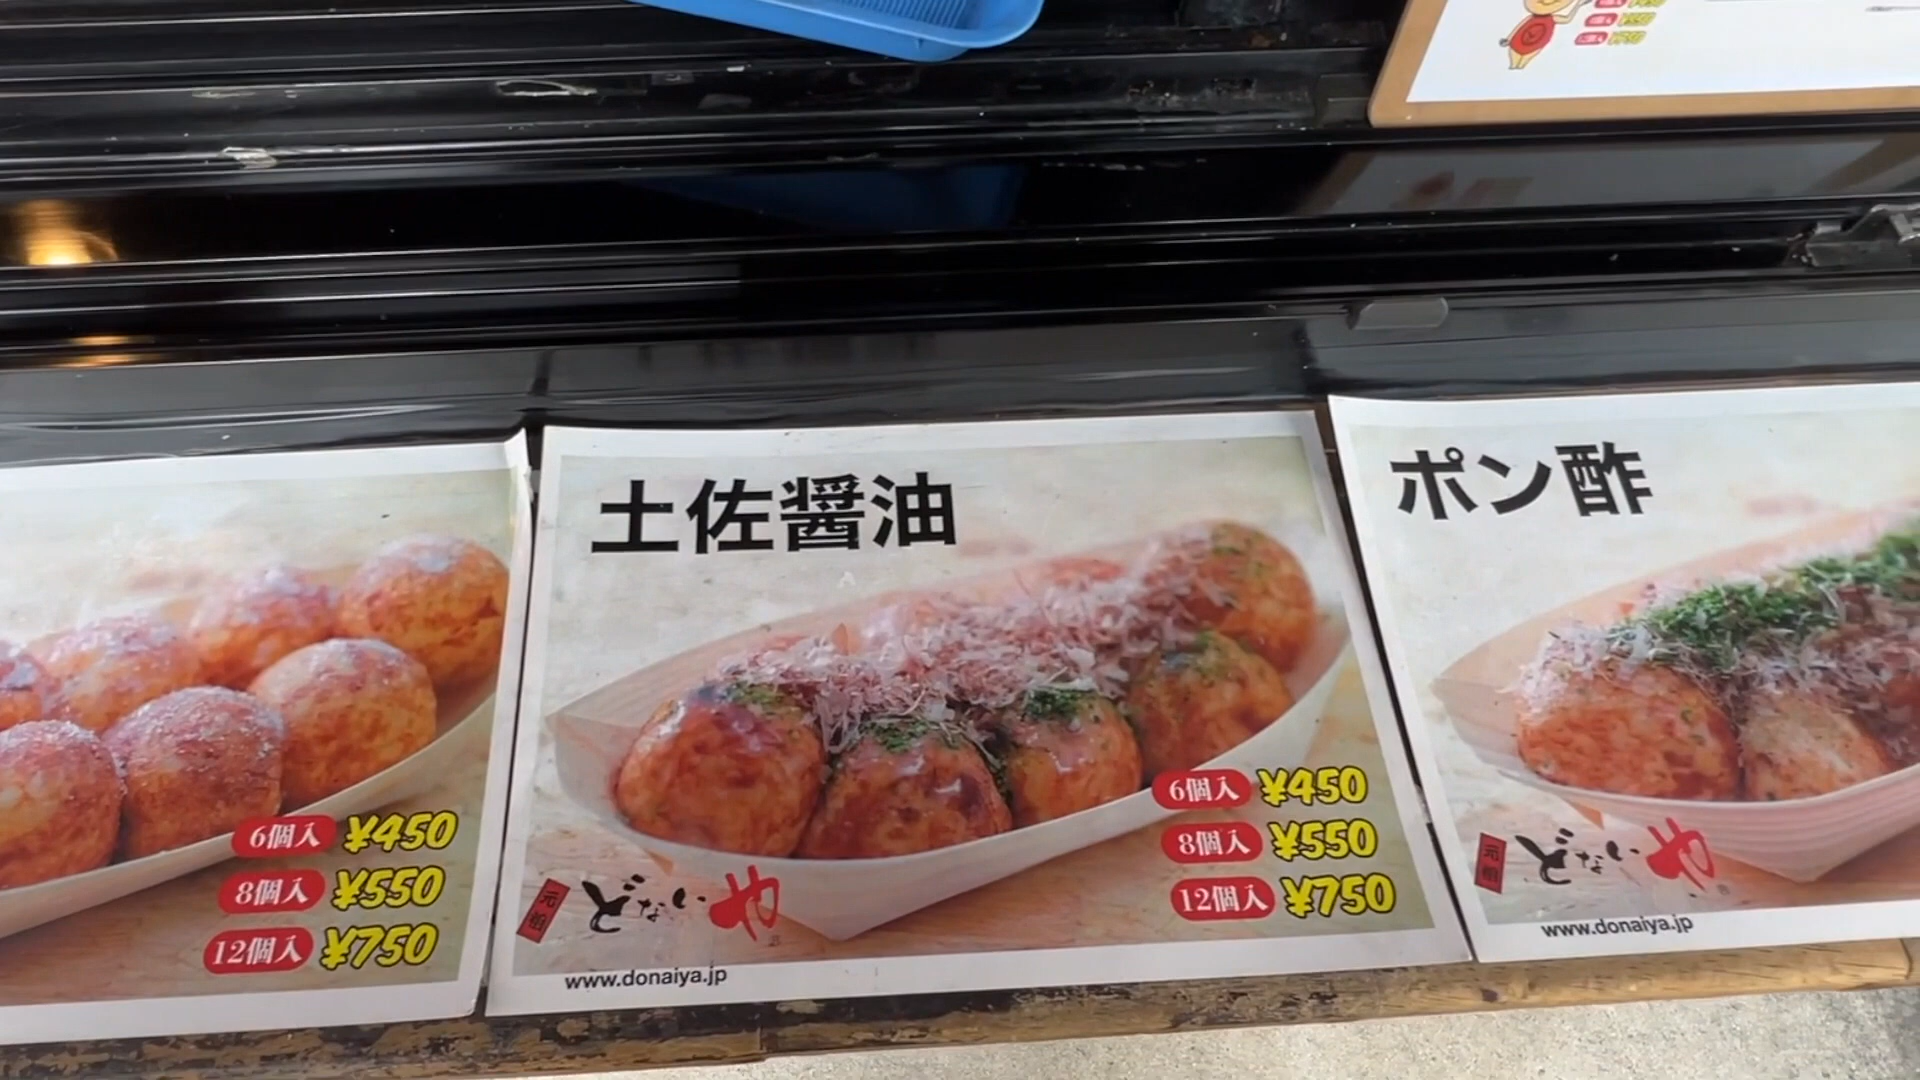 6個入 ¥450
8個入 ¥550
12個入 ¥750
土佐醤油
6個入 ¥450
8個入 ¥550
12個入 ¥750
元祖 どないや
www.donaiya.jp
ポン酢
元祖 どないや
www.donaiya.jp